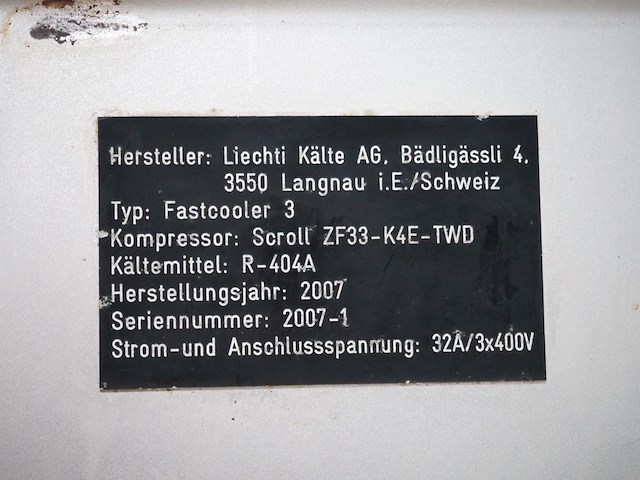 Hersteller: Liechti Kälte AG, Bädligässli 4,
3550 Langnau i.E./Schweiz
Typ: Fastcooler 3
Kompressor: Scroll ZF33-K4E-TWD
Kältemittel: R-404A
Herstellungsjahr: 2007
Seriennummer: 2007-1
Strom-und Anschlussspannung: 32A/3x400V